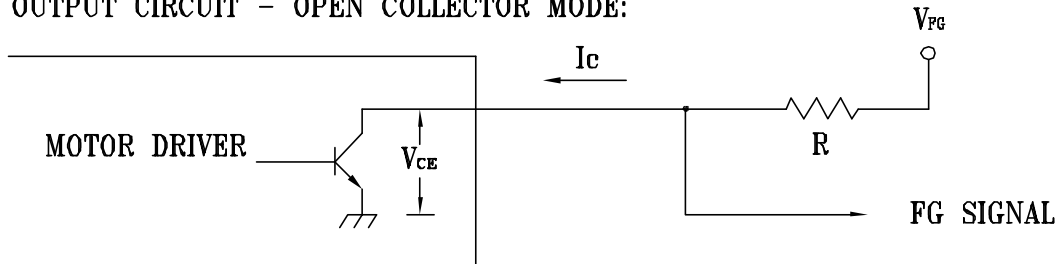 OUTPUT CIRCUIT - OPEN COLLECTOR MODE:
VFG
Ic
MOTOR DRIVER
VCE
R
FG SIGNAL